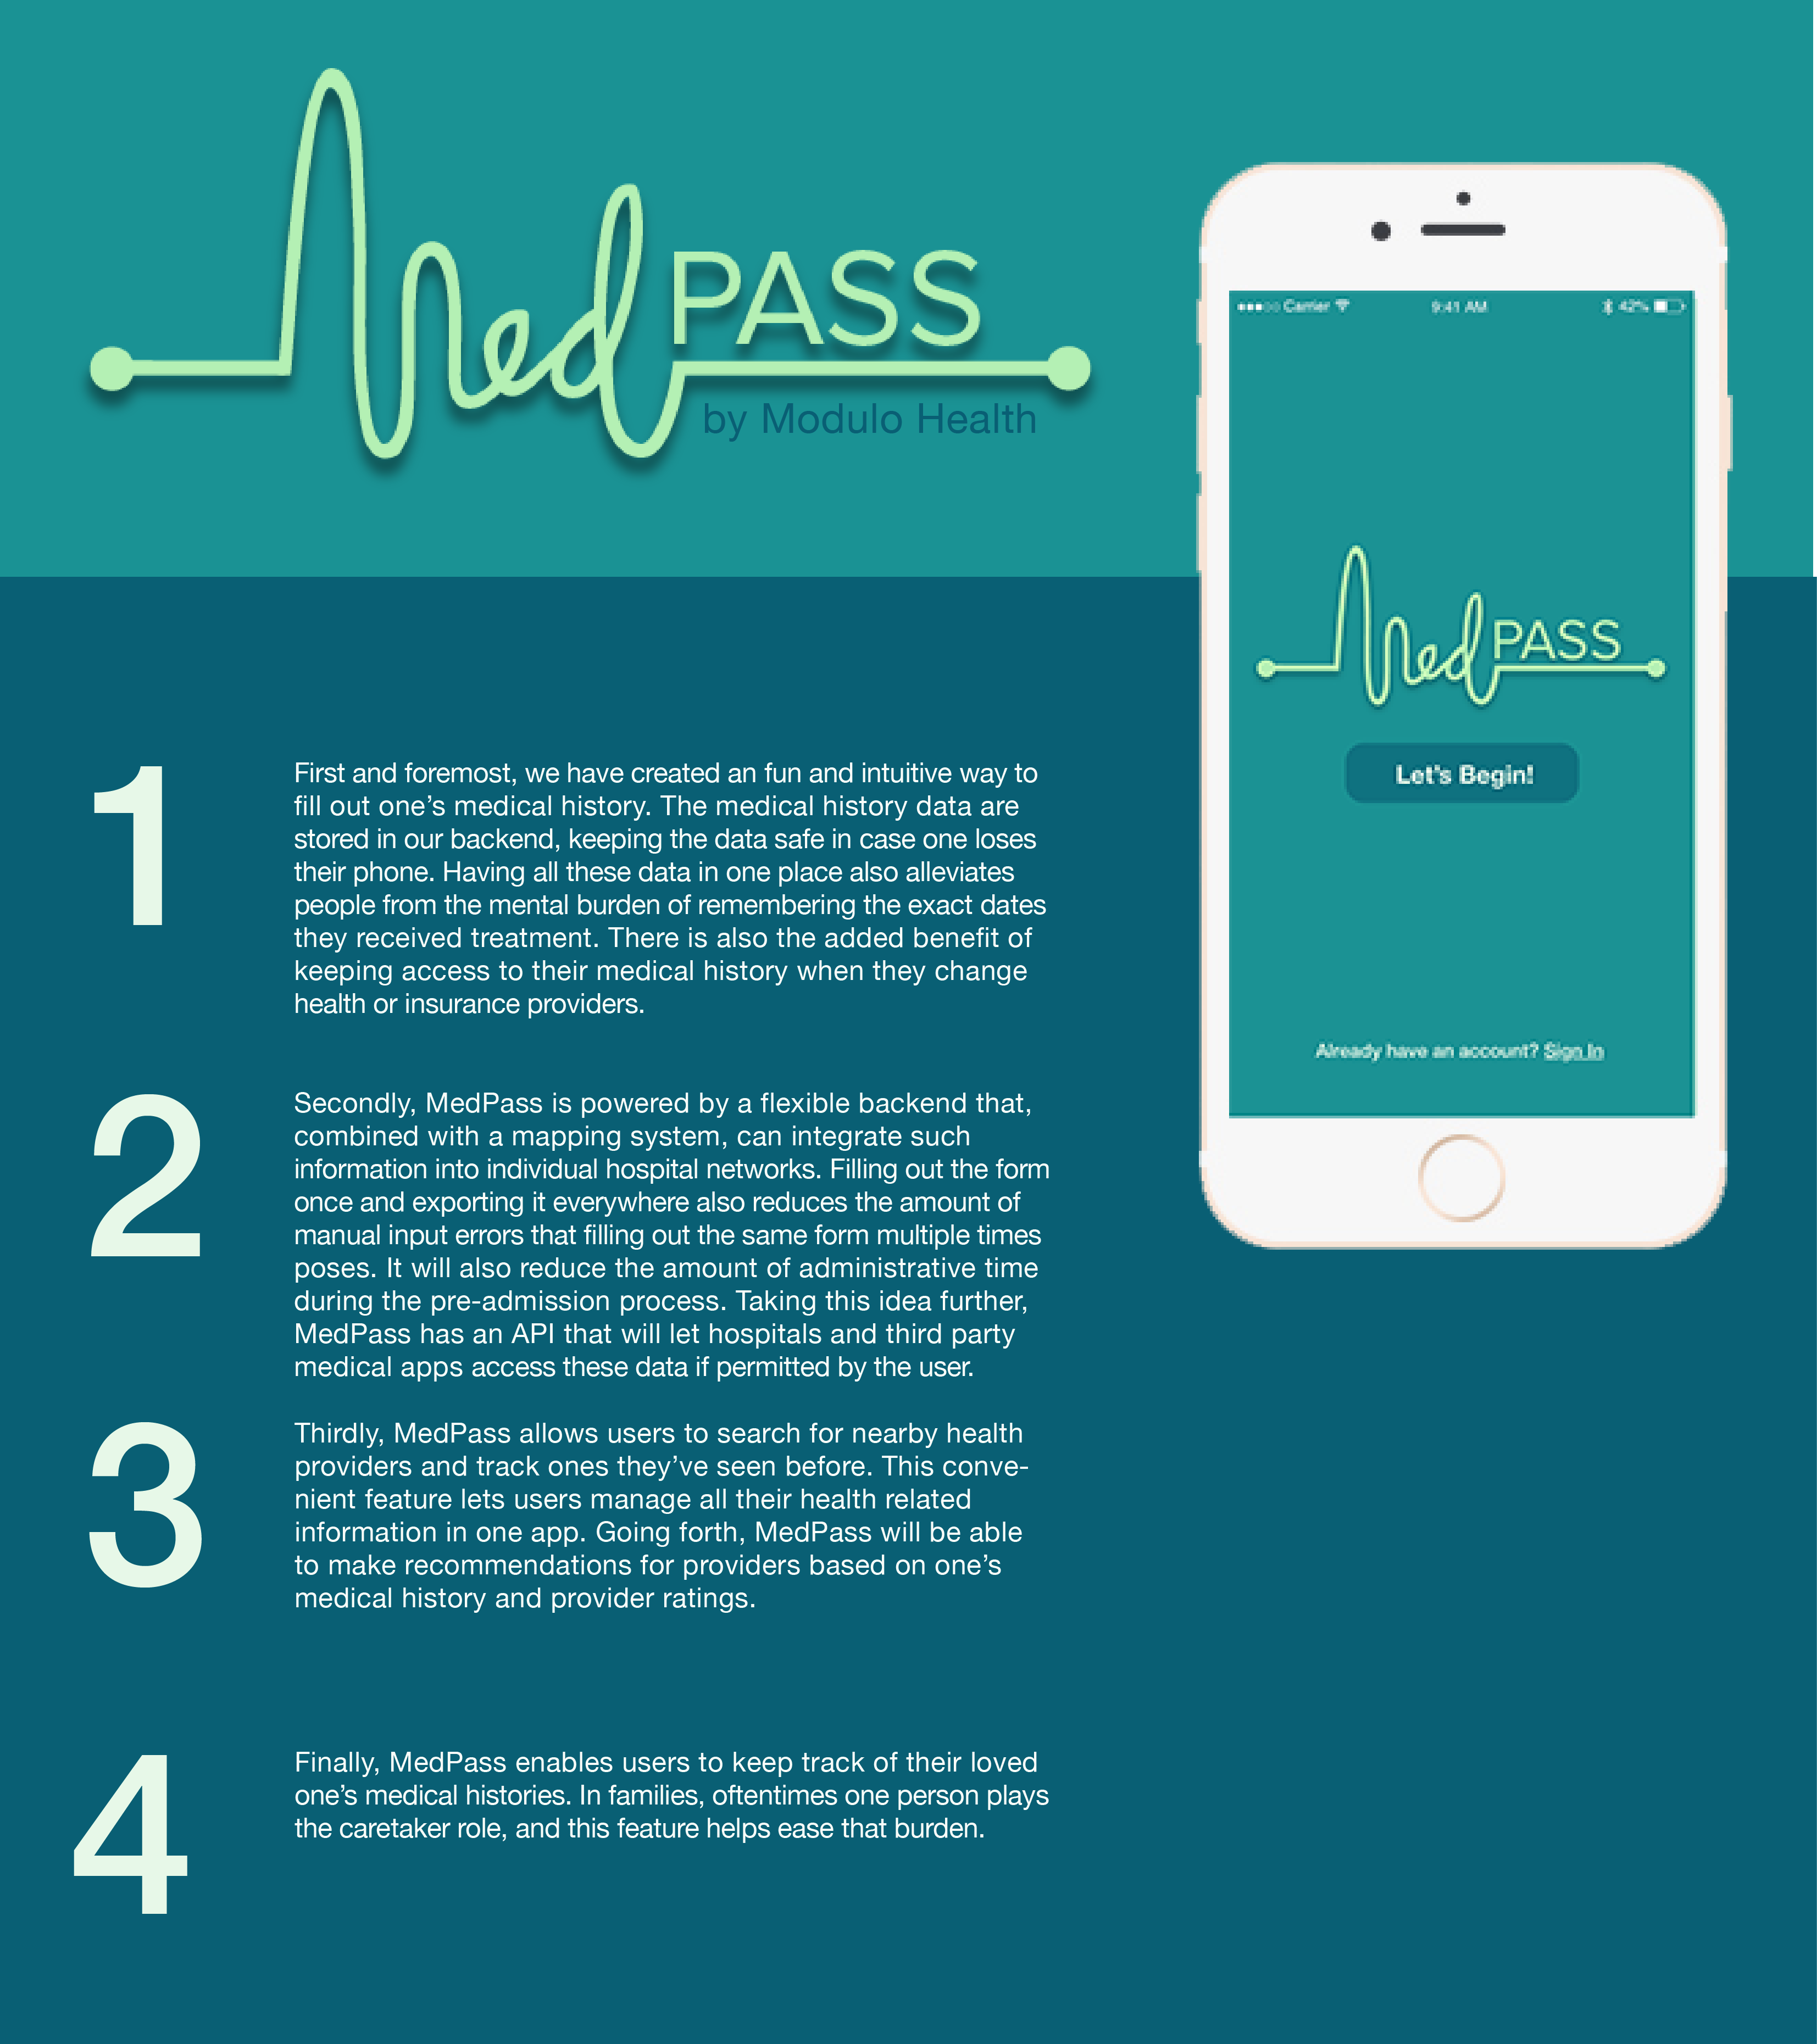 Med PASS
by Modulo Health
Carrier 9:41 AM 42%
Med PASS
Let's Begin!
Already have an account? Sign In
1
First and foremost, we have created an fun and intuitive way to
fill out one’s medical history. The medical history data are
stored in our backend, keeping the data safe in case one loses
their phone. Having all these data in one place also alleviates
people from the mental burden of remembering the exact dates
they received treatment. There is also the added benefit of
keeping access to their medical history when they change
health or insurance providers.
2
Secondly, MedPass is powered by a flexible backend that,
combined with a mapping system, can integrate such
information into individual hospital networks. Filling out the form
once and exporting it everywhere also reduces the amount of
manual input errors that filling out the same form multiple times
poses. It will also reduce the amount of administrative time
during the pre-admission process. Taking this idea further,
MedPass has an API that will let hospitals and third party
medical apps access these data if permitted by the user.
3
Thirdly, MedPass allows users to search for nearby health
providers and track ones they’ve seen before. This conve-
nient feature lets users manage all their health related
information in one app. Going forth, MedPass will be able
to make recommendations for providers based on one’s
medical history and provider ratings.
4
Finally, MedPass enables users to keep track of their loved
one’s medical histories. In families, oftentimes one person plays
the caretaker role, and this feature helps ease that burden.